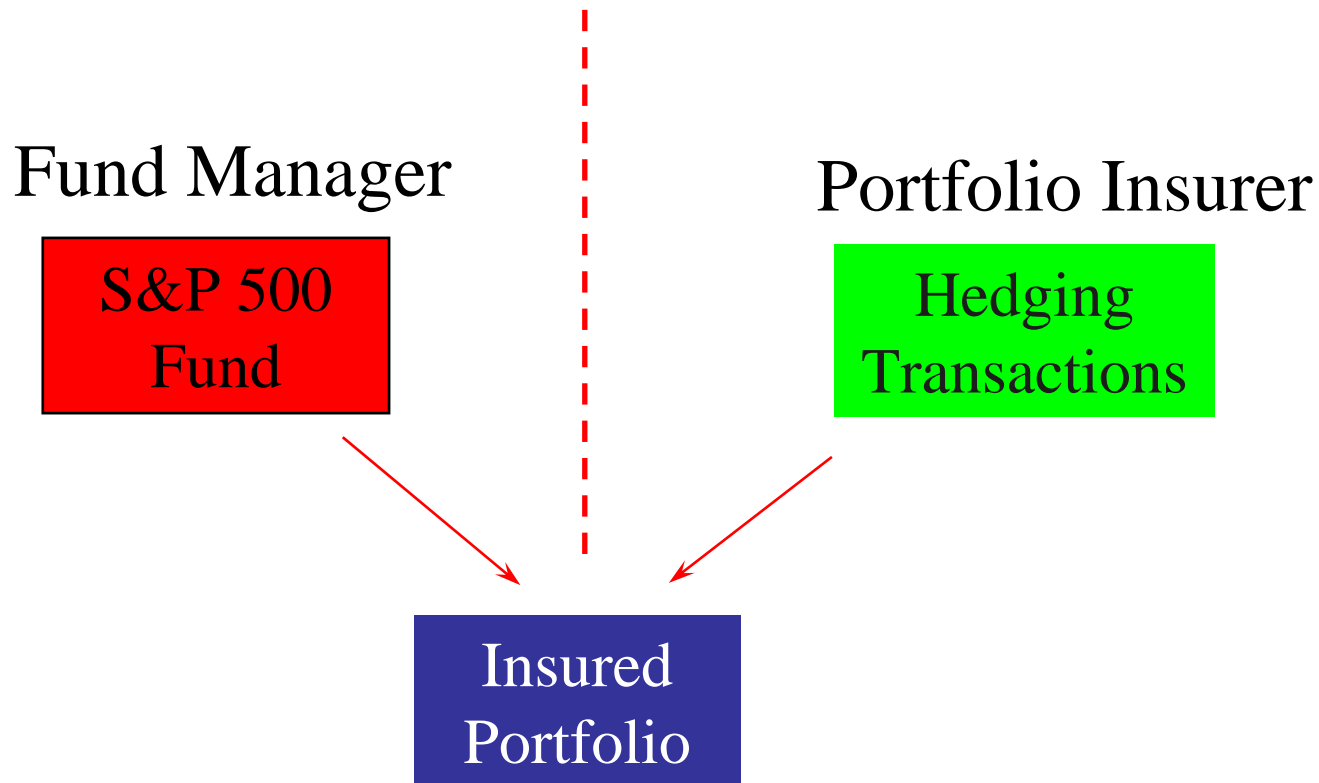 Fund Manager
S&P 500
Fund
Portfolio Insurer
Hedging
Transactions
Insured
Portfolio